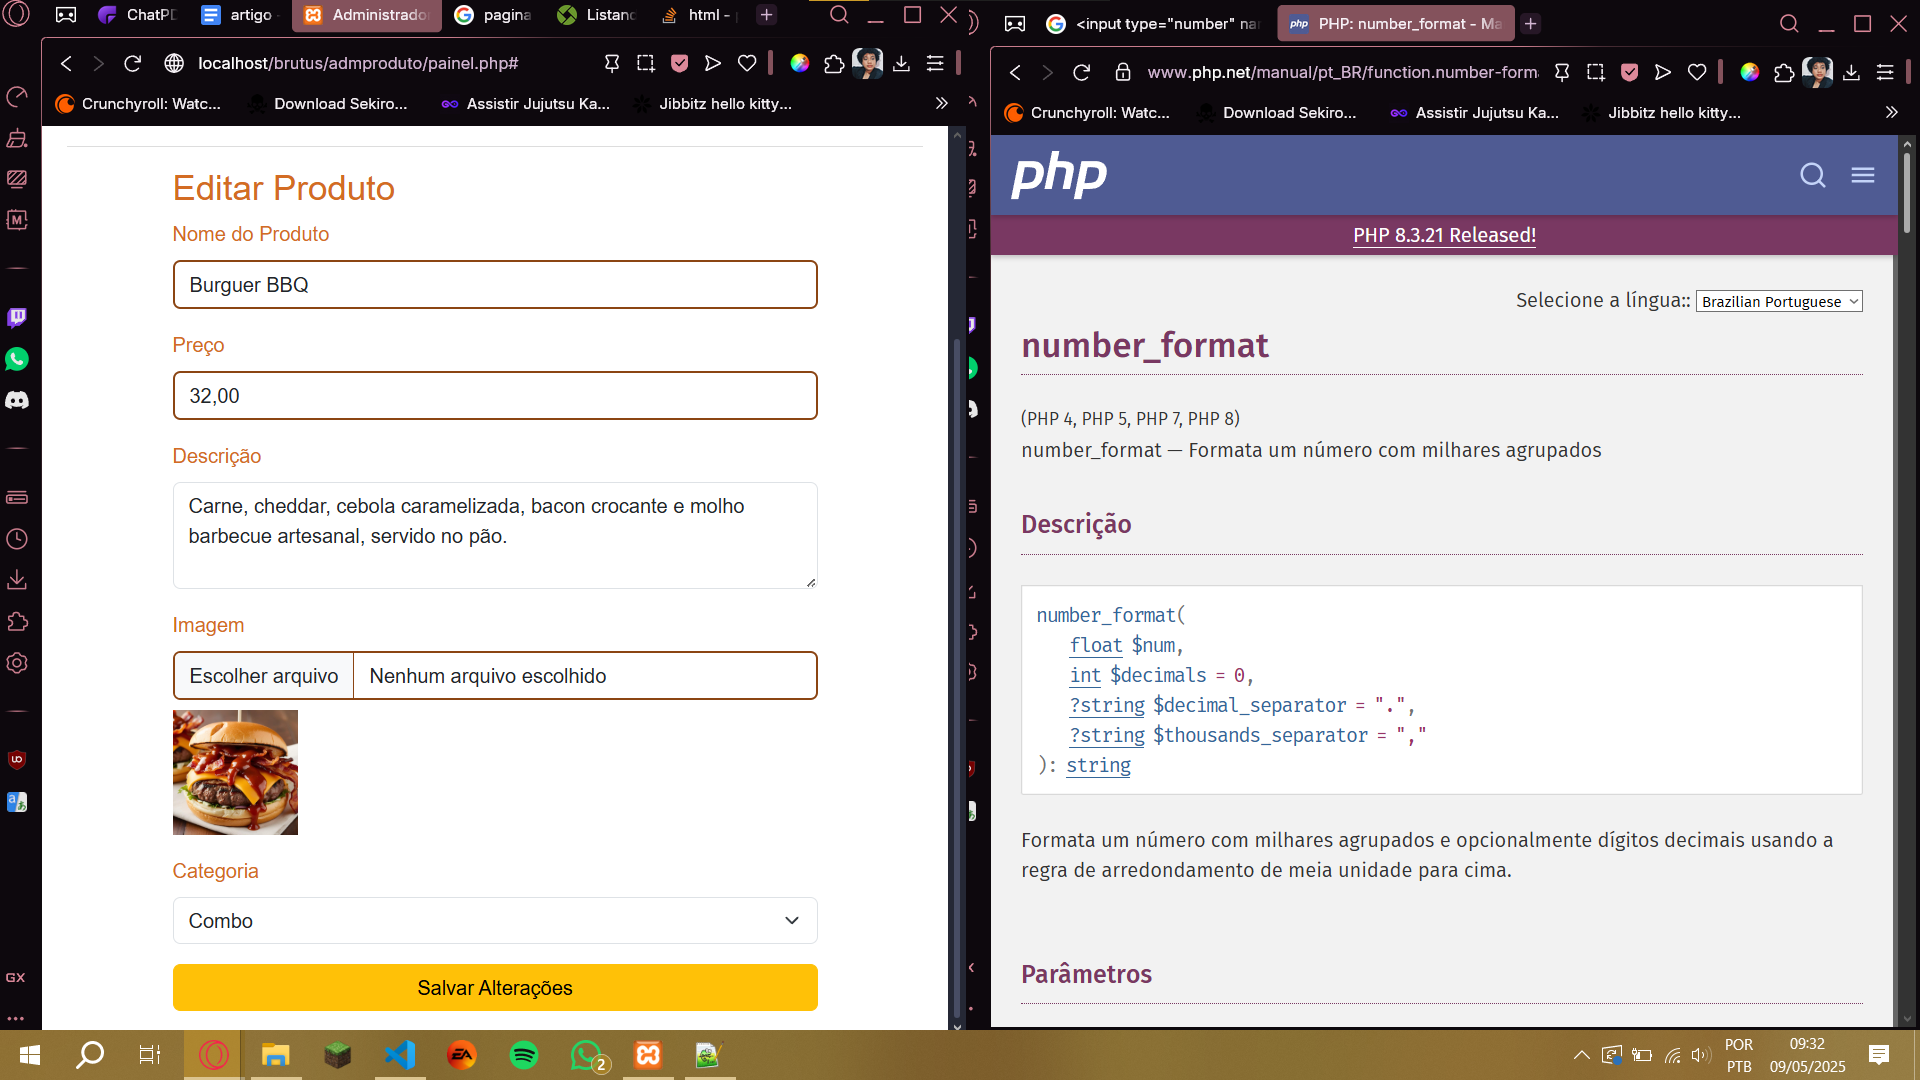 ChatPD
artigo
Administrado
pagina
Listand
html -
localhost/brutus/admproduto/painel.php#
Crunchyroll: Watc...
Download Sekiro...
Assistir Jujutsu Ka...
Jibbitz hello kitty...
Editar Produto
Nome do Produto
Burguer BBQ
Preço
32,00
Descrição
Carne, cheddar, cebola caramelizada, bacon crocante e molho
barbecue artesanal, servido no pão.
Imagem
Escolher arquivo
Nenhum arquivo escolhido
Categoria
Combo
Salvar Alterações
GX
<input type="number" nar
PHP: number_format - Ma
www.php.net/manual/pt_BR/function.number-form
Crunchyroll: Watc...
Download Sekiro...
Assistir Jujutsu Ka...
Jibbitz hello kitty...
php
PHP 8.3.21 Released!
Selecione a língua:: Brazilian Portuguese
number_format
(PHP 4, PHP 5, PHP 7, PHP 8)
number_format — Formata um número com milhares agrupados
Descrição
number_format(
float $num,
int $decimals = 0,
?string $decimal_separator = ".",
?string $thousands_separator = ","
): string
Formata um número com milhares agrupados e opcionalmente dígitos decimais usando a
regra de arredondamento de meia unidade para cima.
Parâmetros
2
POR
PTB
09:32
09/05/2025